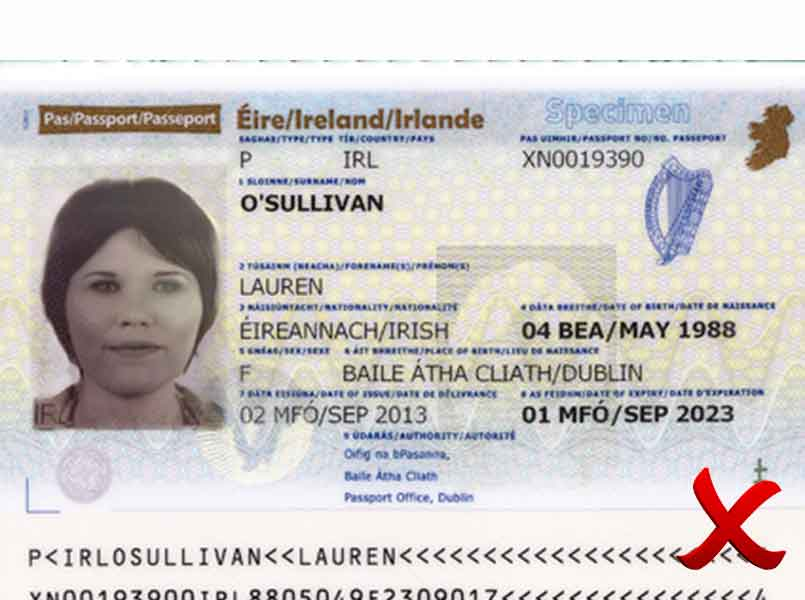 Pas/Passport/Passeport Éire/Ireland/Irlande Specimen
SAGHAS/TYPE/TYPE TÍR/COUNTRY/PAYS PAS UIMHIR/PASSPORT NO/NO. PASSEPORT
P IRL XN0019390
1 SLOINNE/SURNAME/NOM
O'SULLIVAN
2 TÚSAINM (NEACHA)/FORENAME(S)/PRÉNOM(S)
LAUREN
3 NÁISIÚNTACHT/NATIONALITY/NATIONALITÉ 4 DÁTA BREITHE/DATE OF BIRTH/DATE DE NAISSANCE
ÉIREANNACH/IRISH 04 BEA/MAY 1988
5 GNÉAS/SEX/SEXE 6 ÁIT BHREITHE/PLACE OF BIRTH/LIEU DE NAISSANCE
F BAILE ÁTHA CLIATH/DUBLIN
7 DÁTA EISIÚNA/DATE OF ISSUE/DATE DE DÉLIVRANCE 8 AS FEIDHM/DATE OF EXPIRY/DATE D'EXPIRATION
02 MFÓ/SEP 2013 01 MFÓ/SEP 2023
9 ÚDARÁS/AUTHORITY/AUTORITÉ
Oifig na bPasanna,
Baile Átha Cliath
Passport Office, Dublin
P<IRLOSULLIVAN<<LAUREN<<<<<<<<<<<<<<<<<<<<<<
XN00193900IRL8805049F2309017<<<<<<<<<<<<<<<4